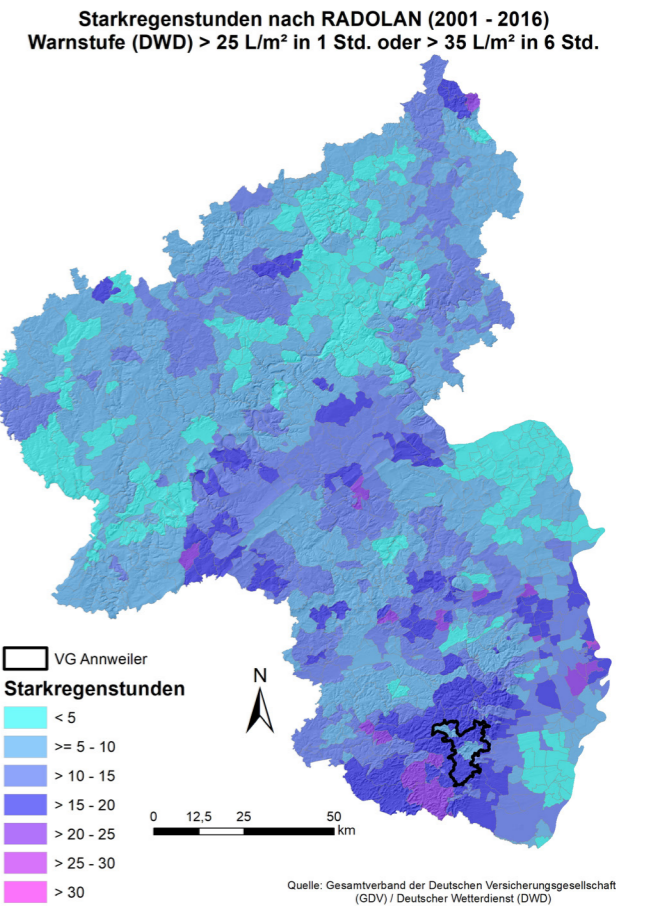 Starkregenstunden nach RADOLAN (2001 - 2016)
Warnstufe (DWD) > 25 L/m² in 1 Std. oder > 35 L/m² in 6 Std.
VG Annweiler
Starkregenstunden
< 5
>= 5 - 10
> 10 - 15
> 15 - 20
> 20 - 25
> 25 - 30
> 30
N
0 12,5 25 50
km
Quelle: Gesamtverband der Deutschen Versicherungsgesellschaft
(GDV) / Deutscher Wetterdienst (DWD)